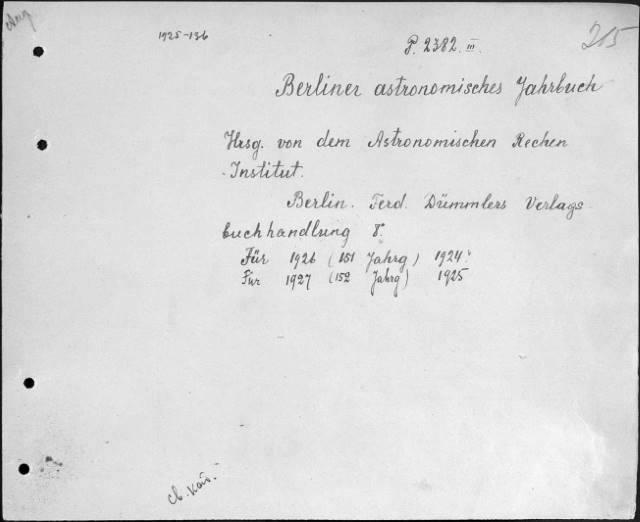 1925-136
P. 2382. III.
215
Berliner astronomisches Jahrbuch
Hrsg. von dem Astronomischen Rechen
-Institut.
Berlin. Ferd. Dümmlers Verlags
buchhandlung 8°.
Für 1926 (151 Jahrg) 1924.
Für 1927 (152 Jahrg) 1925